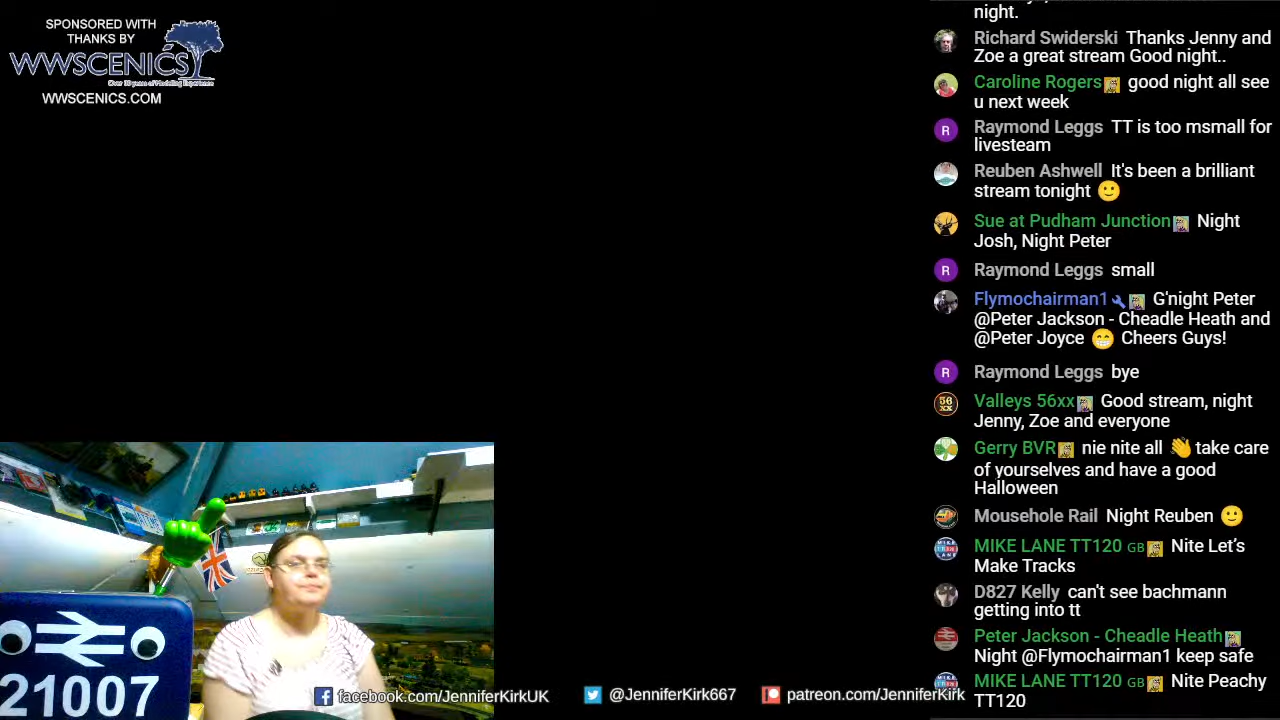 SPONSORED WITH
THANKS BY
WWSCENICS
WWSCENICS.COM
night.
Richard Swiderski Thanks Jenny and
Zoe a great stream Good night..
Caroline Rogers good night all see
u next week
Raymond Leggs TT is too msmall for
livesteam
Reuben Ashwell It's been a brilliant
stream tonight 🙂
Sue at Pudham Junction Night
Josh, Night Peter
Raymond Leggs small
Flymochairman1 G'night Peter
@Peter Jackson - Cheadle Heath and
@Peter Joyce 😁 Cheers Guys!
Raymond Leggs bye
Valleys 56xx Good stream, night
Jenny, Zoe and everyone
Gerry BVR nie nite all 👋 take care
of yourselves and have a good
Halloween
Mousehole Rail Night Reuben 🙂
MIKE LANE TT120 GB Nite Let's
Make Tracks
D827 Kelly can't see bachmann
getting into tt
Peter Jackson - Cheadle Heath
Night @Flymochairman1 keep safe
MIKE LANE TT120 GB Nite Peachy
TT120
21007
facebook.com/JenniferKirkUK
@JenniferKirk667
patreon.com/JenniferKirk